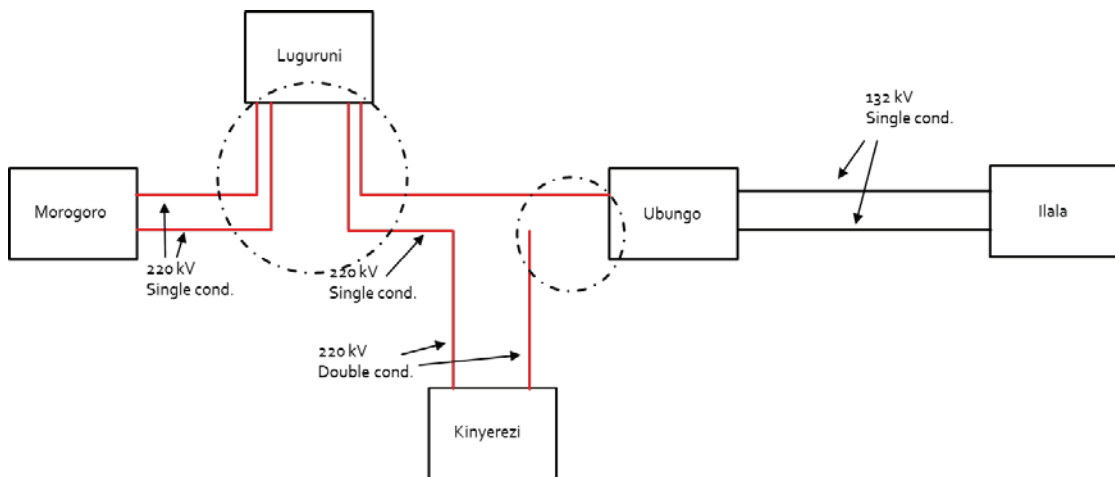 Luguruni
132 kV
Single cond.
Morogoro
Ubungo
Ilala
220 kV
Single cond.
220 kV
Single cond.
220 kV
Double cond.
Kinyerezi